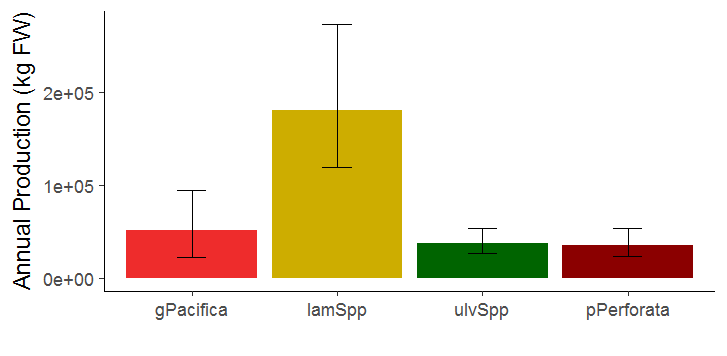 Annual Production (kg FW)
2e+05
1e+05
0e+00
gPacifica
lamSpp
ulvSpp
pPerforata